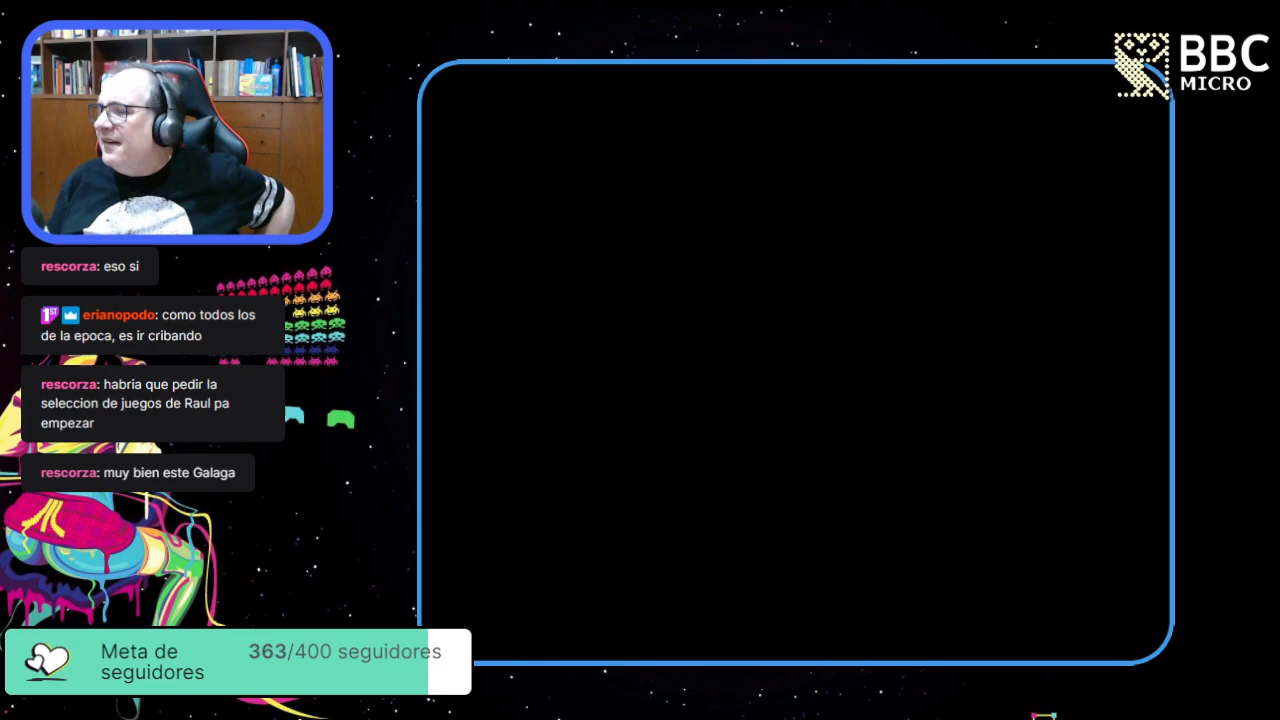 BBC
MICRO
rescorza: eso si
1ST erianopodo: como todos los
de la epoca, es ir cribando
rescorza: habria que pedir la
seleccion de juegos de Raul pa
empezar
rescorza: muy bien este Galaga
Meta de
seguidores
363/400 seguidores